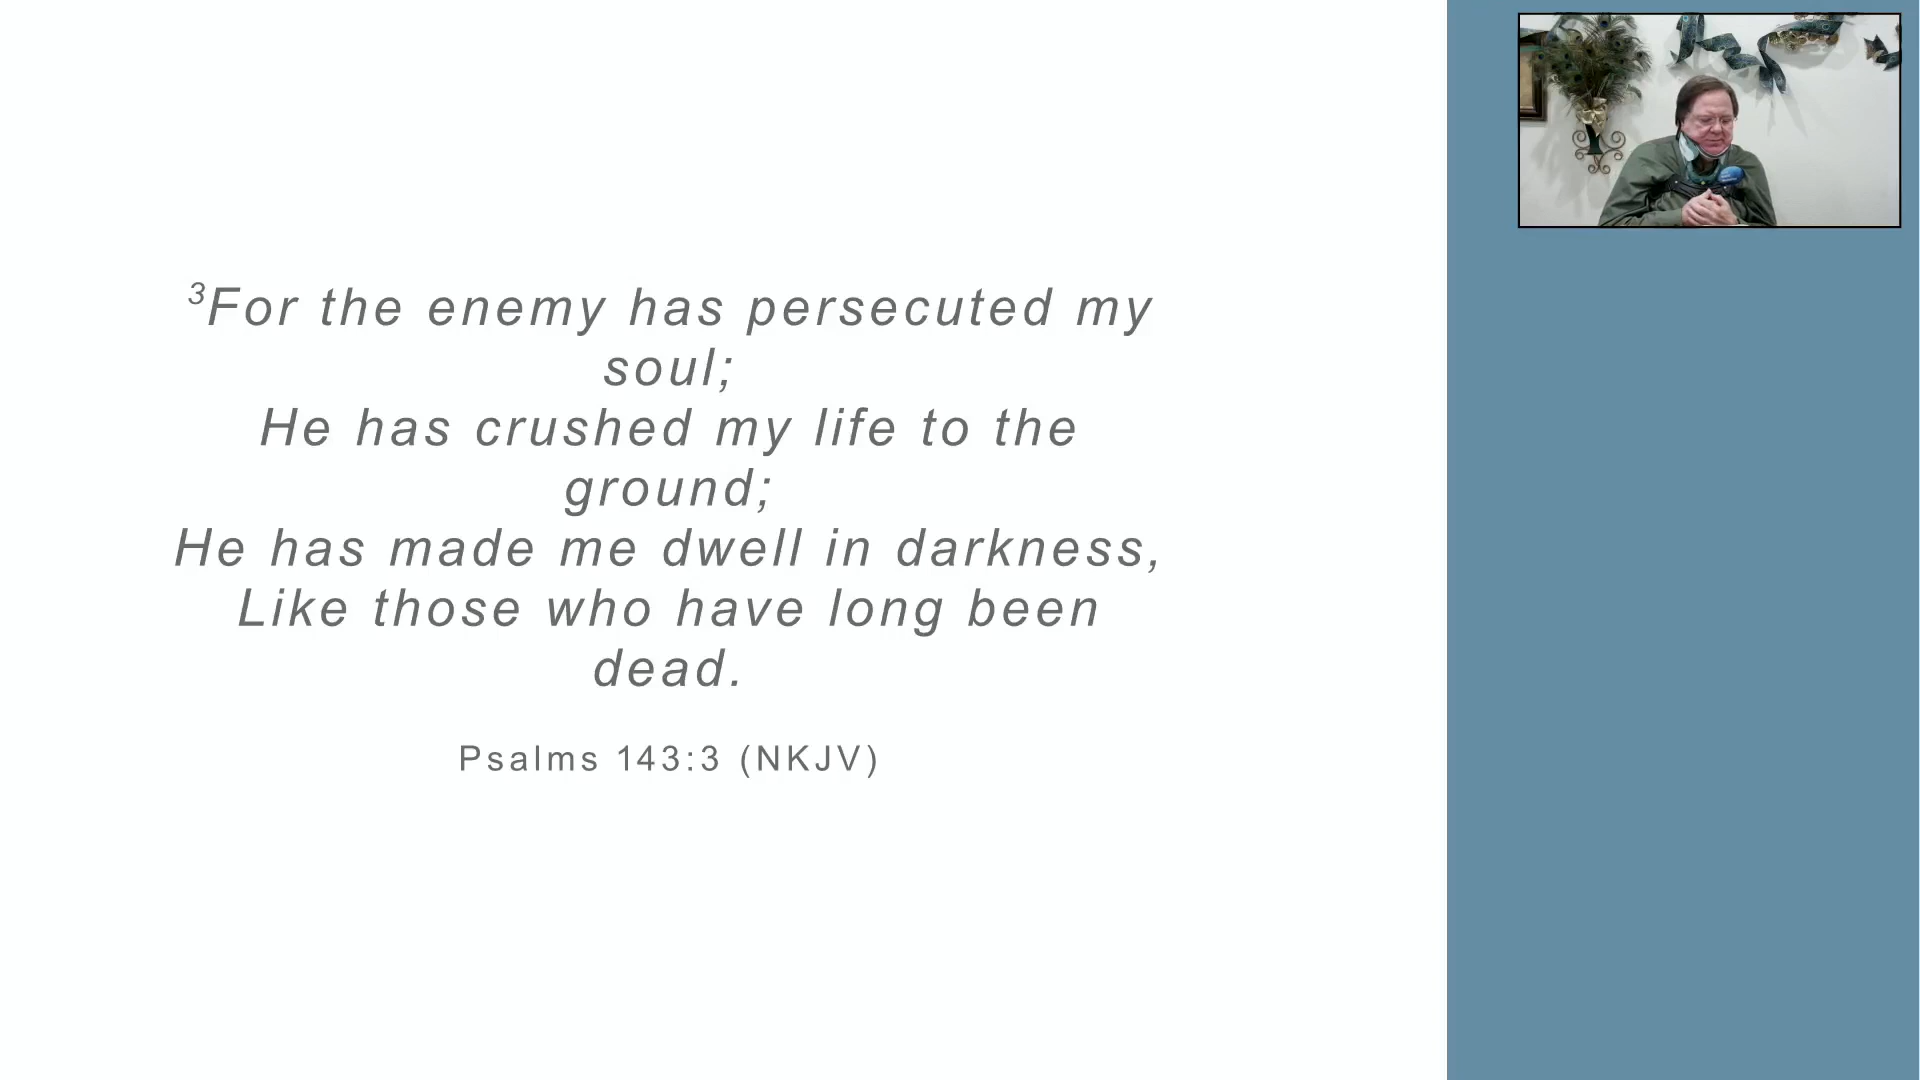 ³For the enemy has persecuted my
soul;
He has crushed my life to the
ground;
He has made me dwell in darkness,
Like those who have long been
dead.
Psalms 143:3 (NKJV)